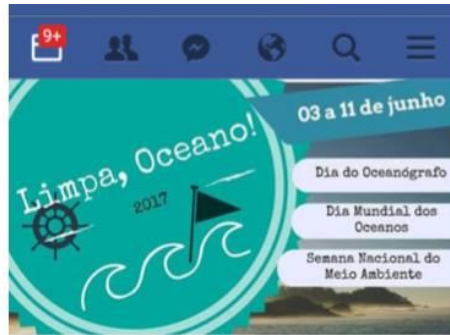 9+
03 a 11 de junho
Limpa, Oceano!
2017
Dia do Oceanógrafo
Dia Mundial dos
Oceanos
Semana Nacional do
Meio Ambiente